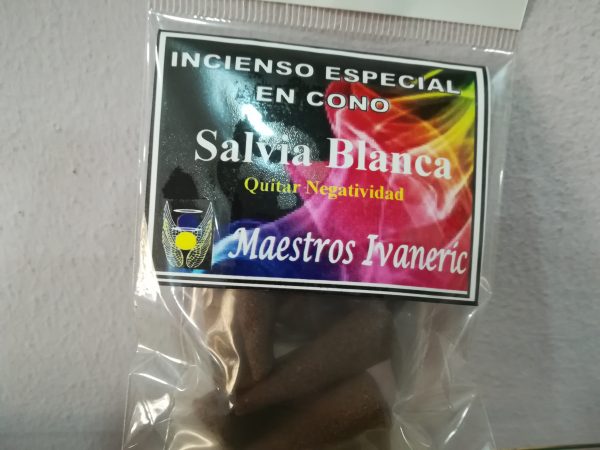 INCIENSO ESPECIAL
EN CONO
Salvia Blanca
Quitar Negatividad
Maestros Ivaneric